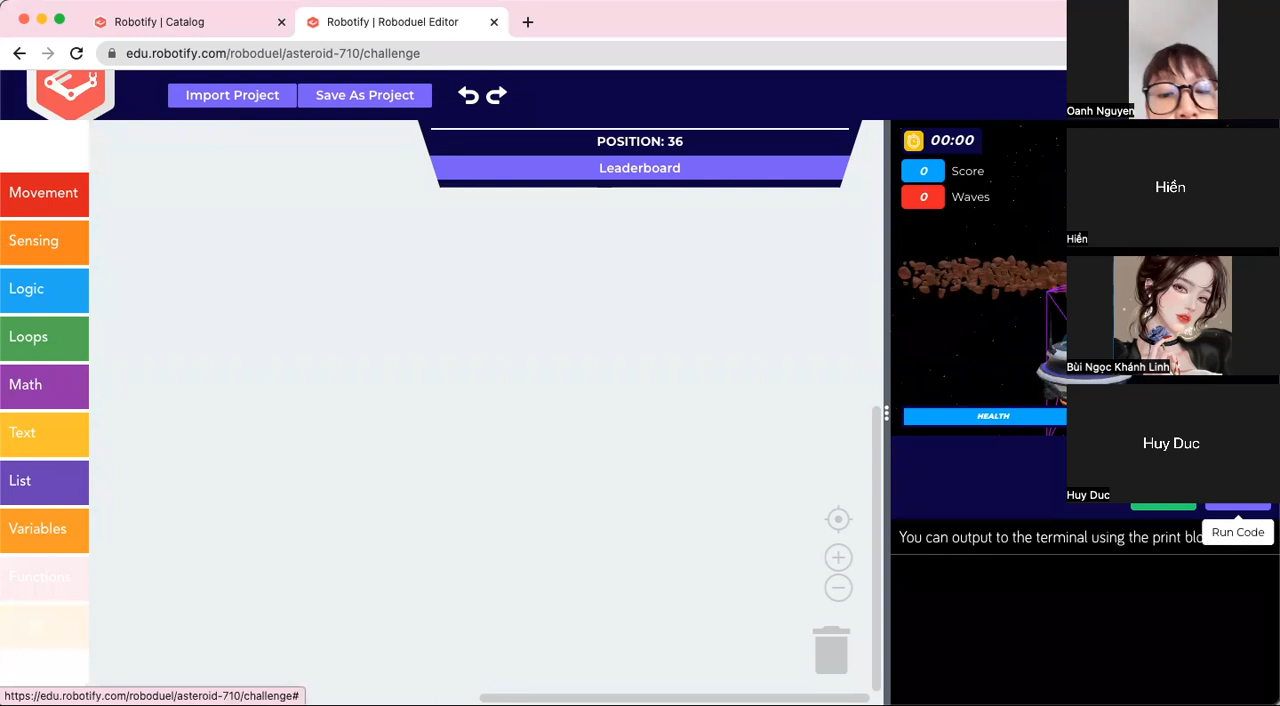 Robotify | Catalog
Robotify | Roboduel Editor
edu.robotify.com/roboduel/asteroid-710/challenge
Import Project
Save As Project
POSITION: 36
Leaderboard
Movement
Sensing
Logic
Loops
Math
Text
List
Variables
Functions
00:00
0 Score
0 Waves
HEALTH
Oanh Nguyen
Hiền
Hiền
Bùi Ngọc Khánh Linh
Huy Duc
Huy Duc
Run Code
You can output to the terminal using the print blo
https://edu.robotify.com/roboduel/asteroid-710/challenge#